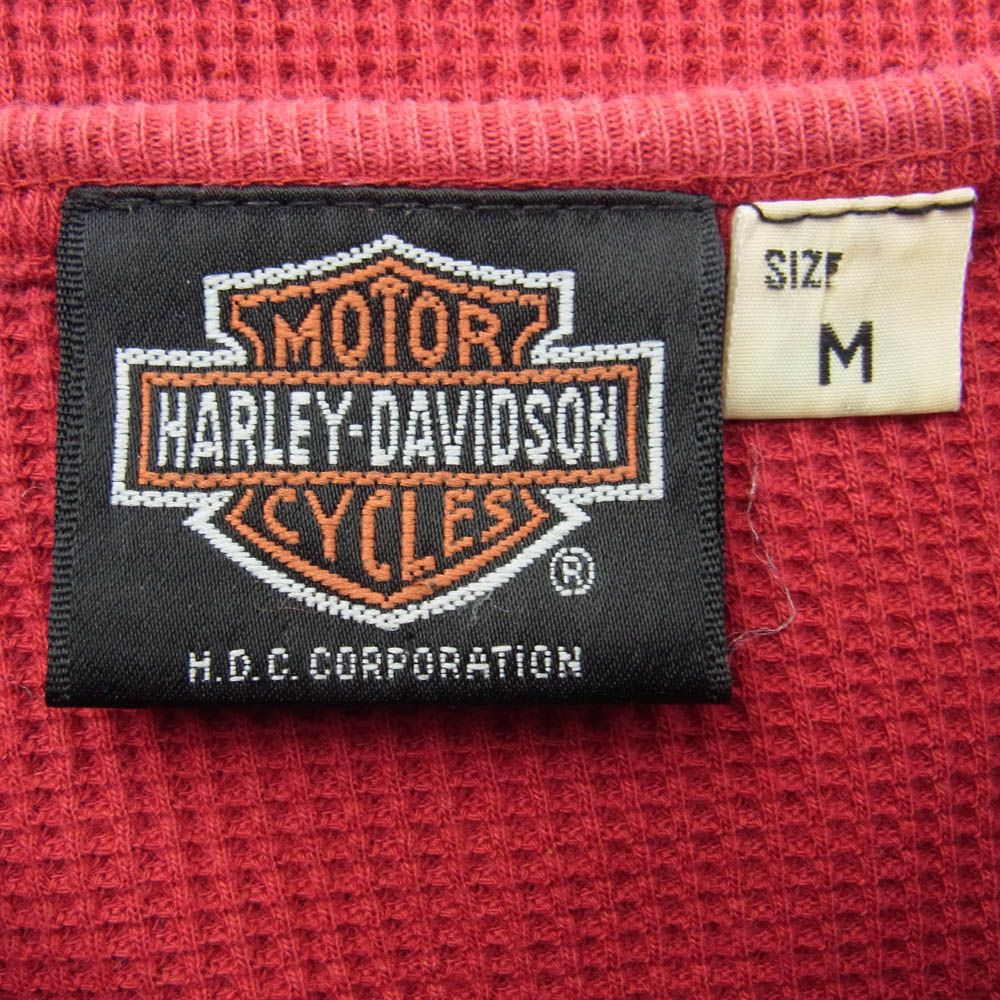 MOTOR
HARLEY-DAVIDSON
CYCLES
®
H.D.C. CORPORATION
SIZE
M